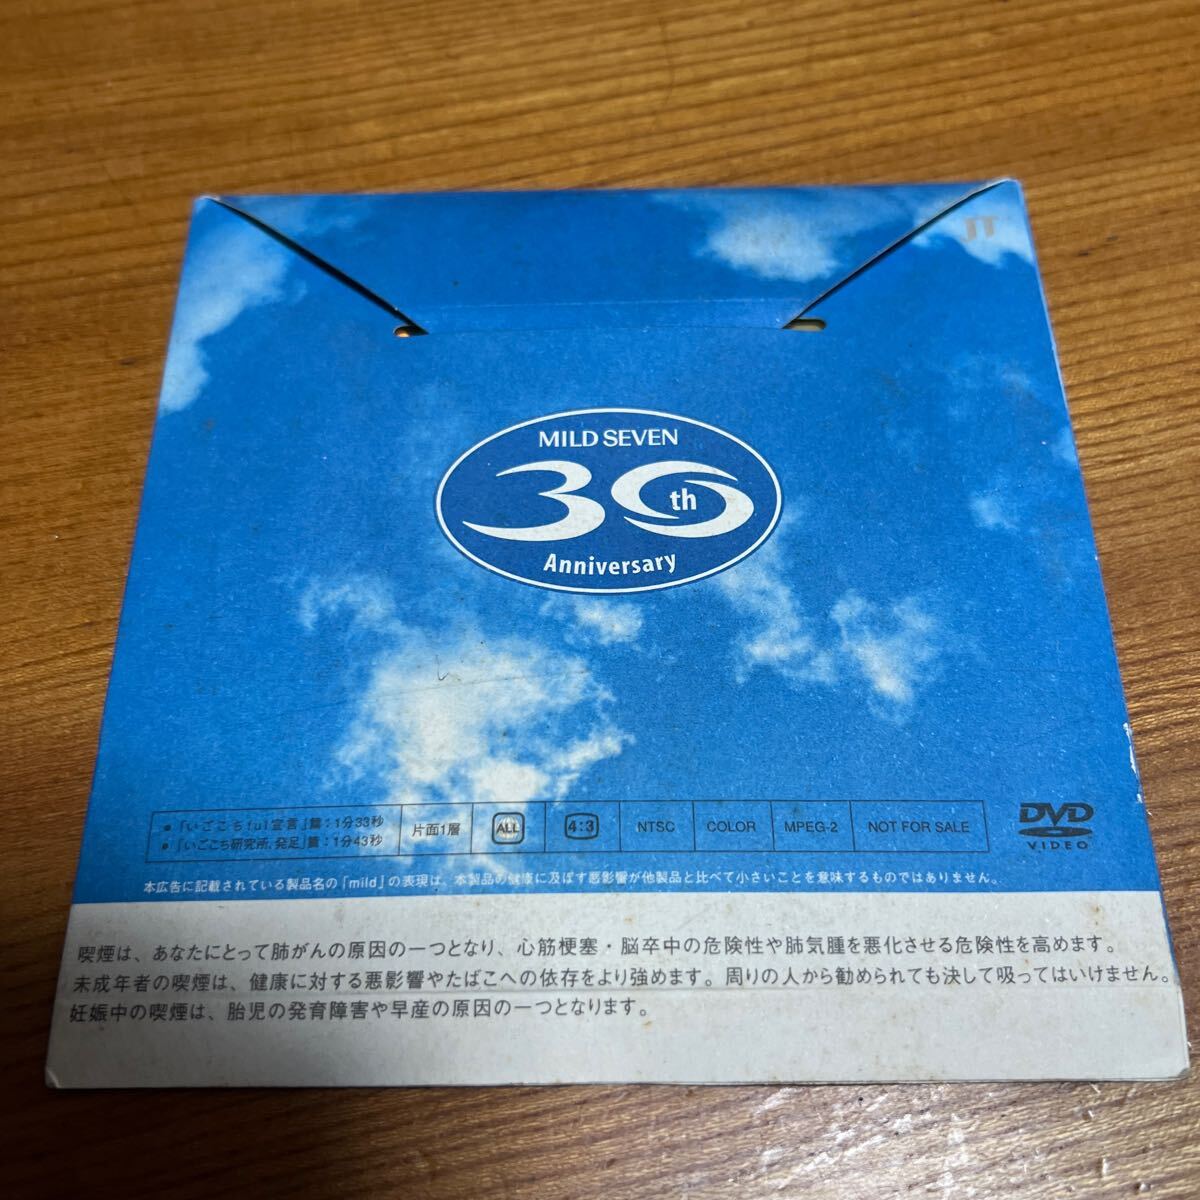 JT
MILD SEVEN
30th
Anniversary
●「いごこちful宣言」篇：1分33秒
●「いごこち研究所、発足」篇：1分43秒
片面1層
ALL
4:3
NTSC
COLOR
MPEG-2
NOT FOR SALE
DVD
VIDEO
本広告に記載されている製品名の「mild」の表現は、本製品の健康に及ぼす悪影響が他製品と比べて小さいことを意味するものではありません。
喫煙は、あなたにとって肺がんの原因の一つとなり、心筋梗塞・脳卒中の危険性や肺気腫を悪化させる危険性を高めます。
未成年者の喫煙は、健康に対する悪影響やたばこへの依存をより強めます。周りの人から勧められても決して吸ってはいけません。
妊娠中の喫煙は、胎児の発育障害や早産の原因の一つとなります。